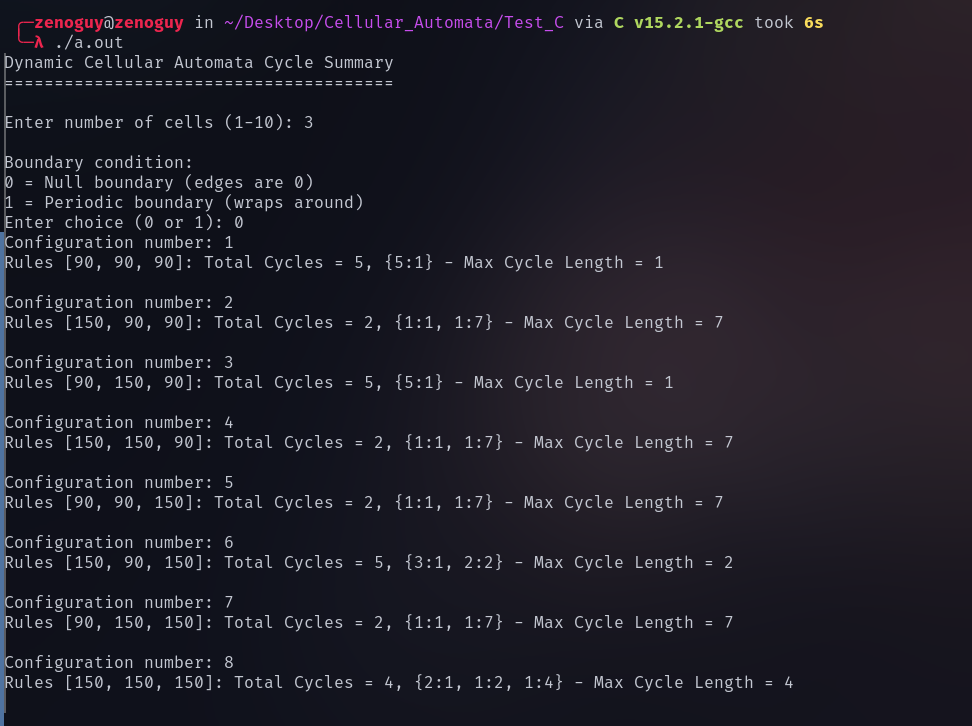 ╭─zenoguy@zenoguy in ~/Desktop/Cellular_Automata/Test_C via C v15.2.1-gcc took 6s
╰─λ ./a.out
Dynamic Cellular Automata Cycle Summary
=======================================
Enter number of cells (1-10): 3
Boundary condition:
0 = Null boundary (edges are 0)
1 = Periodic boundary (wraps around)
Enter choice (0 or 1): 0
Configuration number: 1
Rules [90, 90, 90]: Total Cycles = 5, {5:1} - Max Cycle Length = 1
Configuration number: 2
Rules [150, 90, 90]: Total Cycles = 2, {1:1, 1:7} - Max Cycle Length = 7
Configuration number: 3
Rules [90, 150, 90]: Total Cycles = 5, {5:1} - Max Cycle Length = 1
Configuration number: 4
Rules [150, 150, 90]: Total Cycles = 2, {1:1, 1:7} - Max Cycle Length = 7
Configuration number: 5
Rules [90, 90, 150]: Total Cycles = 2, {1:1, 1:7} - Max Cycle Length = 7
Configuration number: 6
Rules [150, 90, 150]: Total Cycles = 5, {3:1, 2:2} - Max Cycle Length = 2
Configuration number: 7
Rules [90, 150, 150]: Total Cycles = 2, {1:1, 1:7} - Max Cycle Length = 7
Configuration number: 8
Rules [150, 150, 150]: Total Cycles = 4, {2:1, 1:2, 1:4} - Max Cycle Length = 4